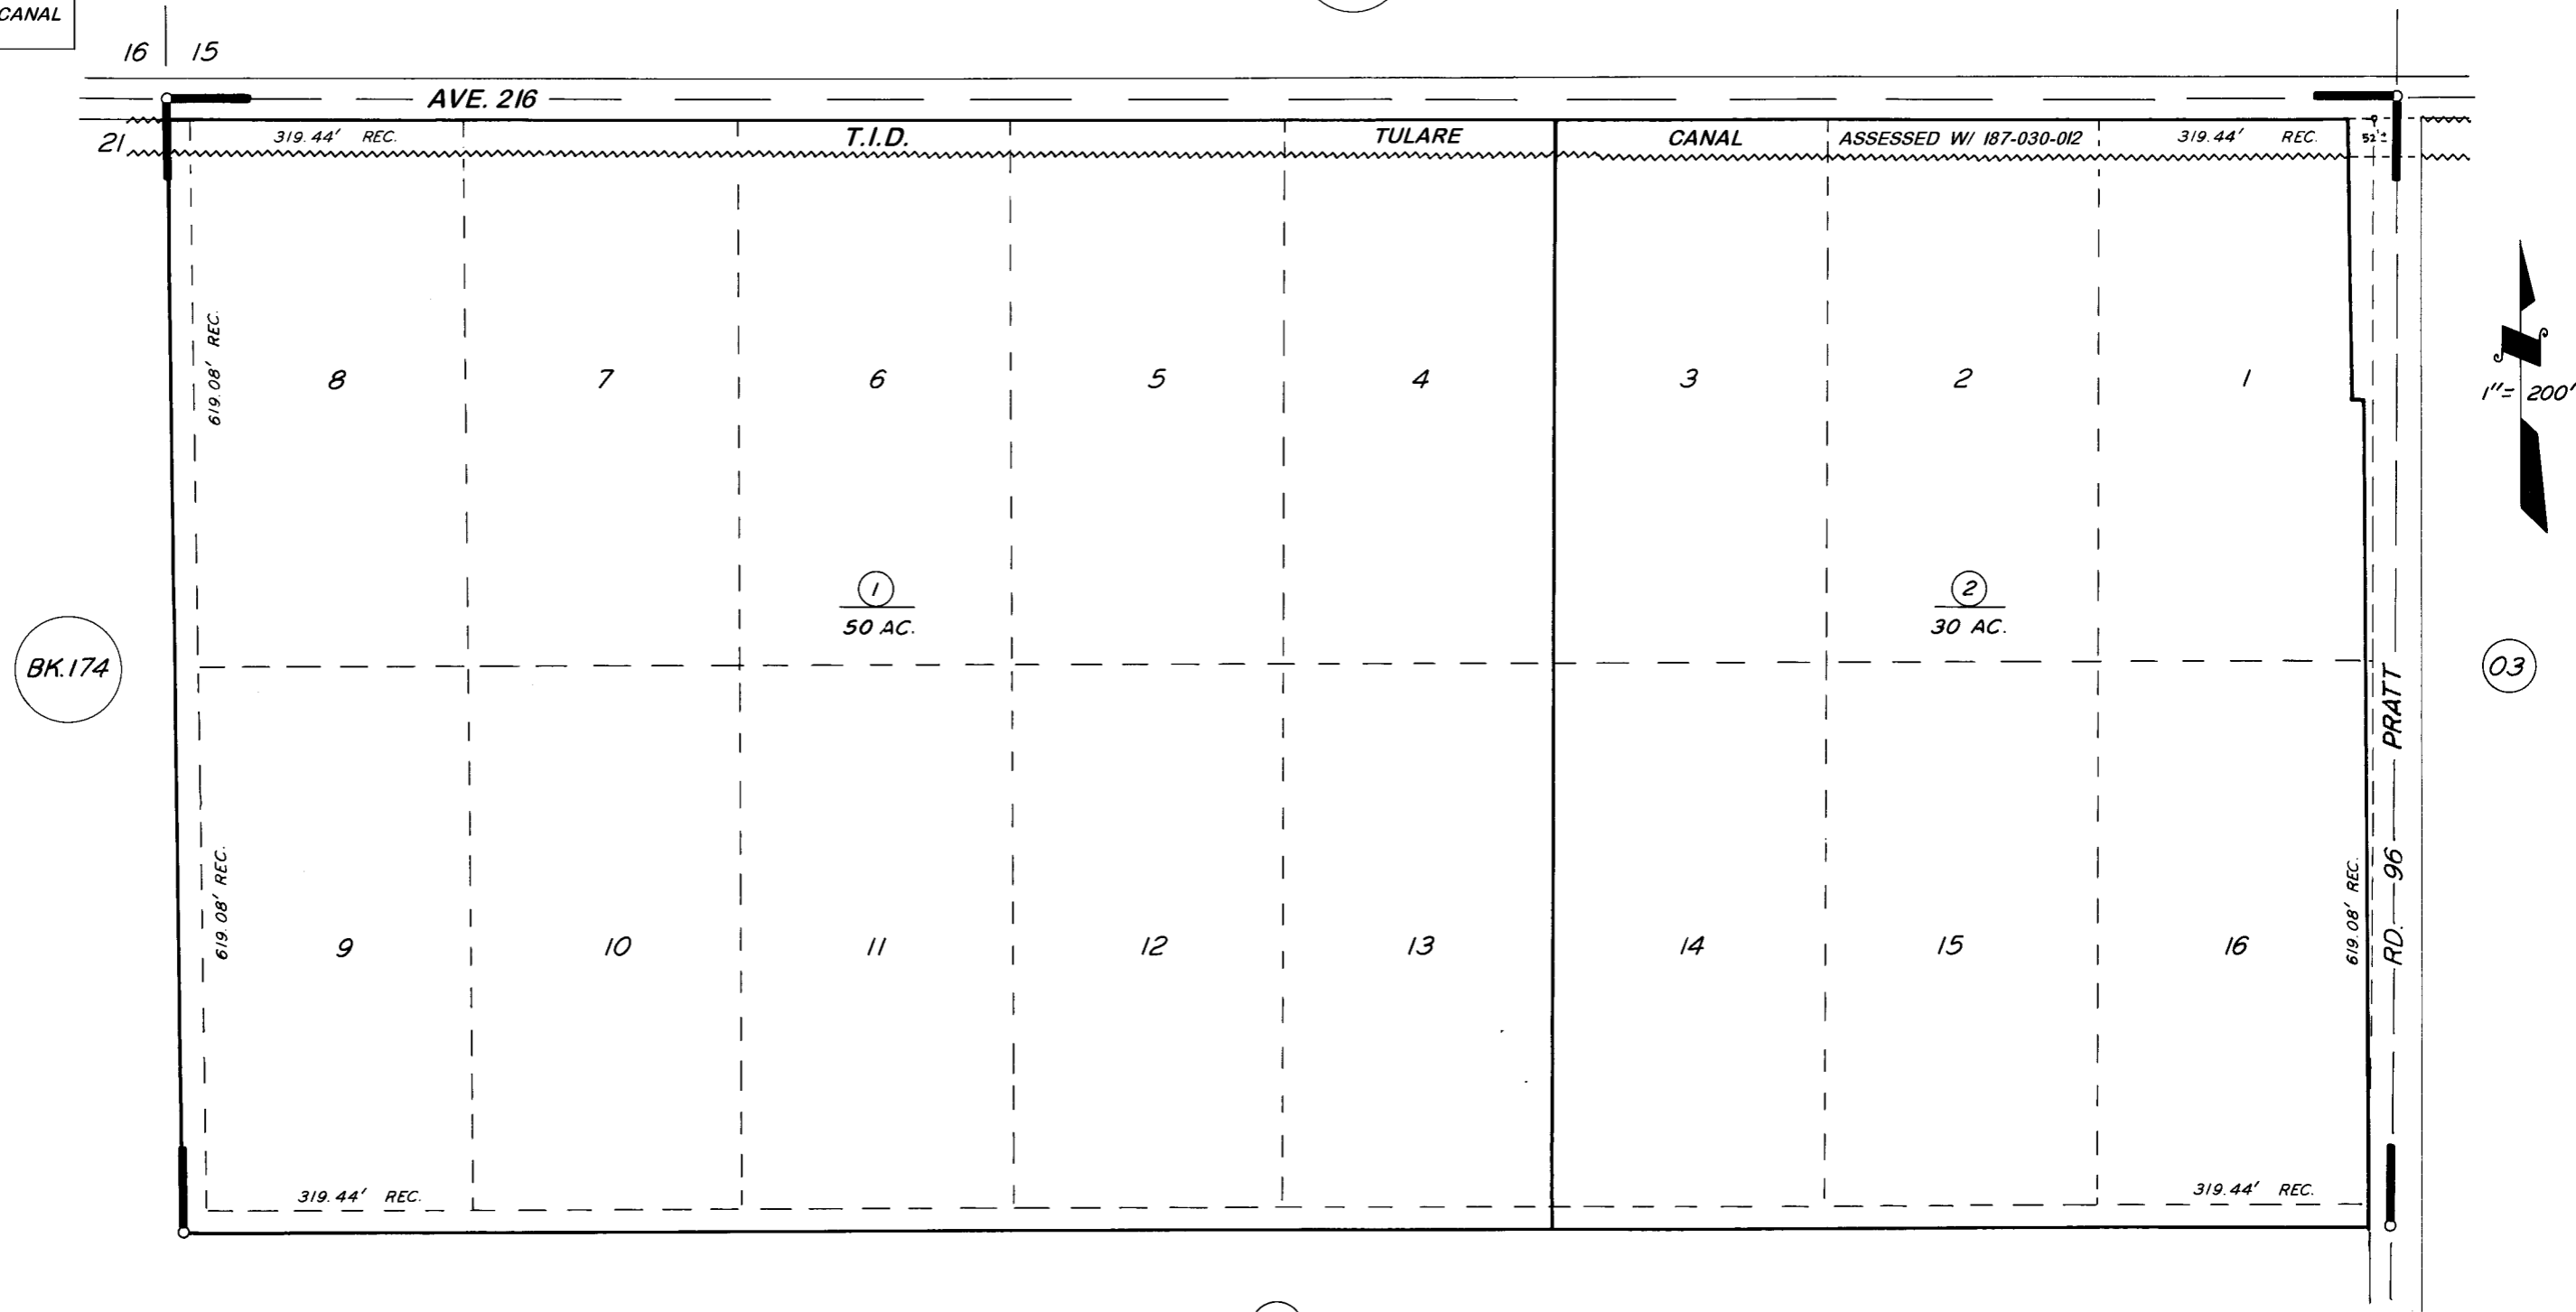 CANAL
16 15
AVE. 216
21
319.44' REC.
T.I.D.
TULARE
CANAL
ASSESSED W/ 187-030-012
319.44' REC.
52'±
619.08' REC.
8 7 6 5 4 3 2 1
1"= 200'
1
50 AC.
2
30 AC.
BK.174
03
PRATT
RD. 96
619.08' REC.
619.08' REC.
9 10 11 12 13 14 15 16
319.44' REC.
319.44' REC.